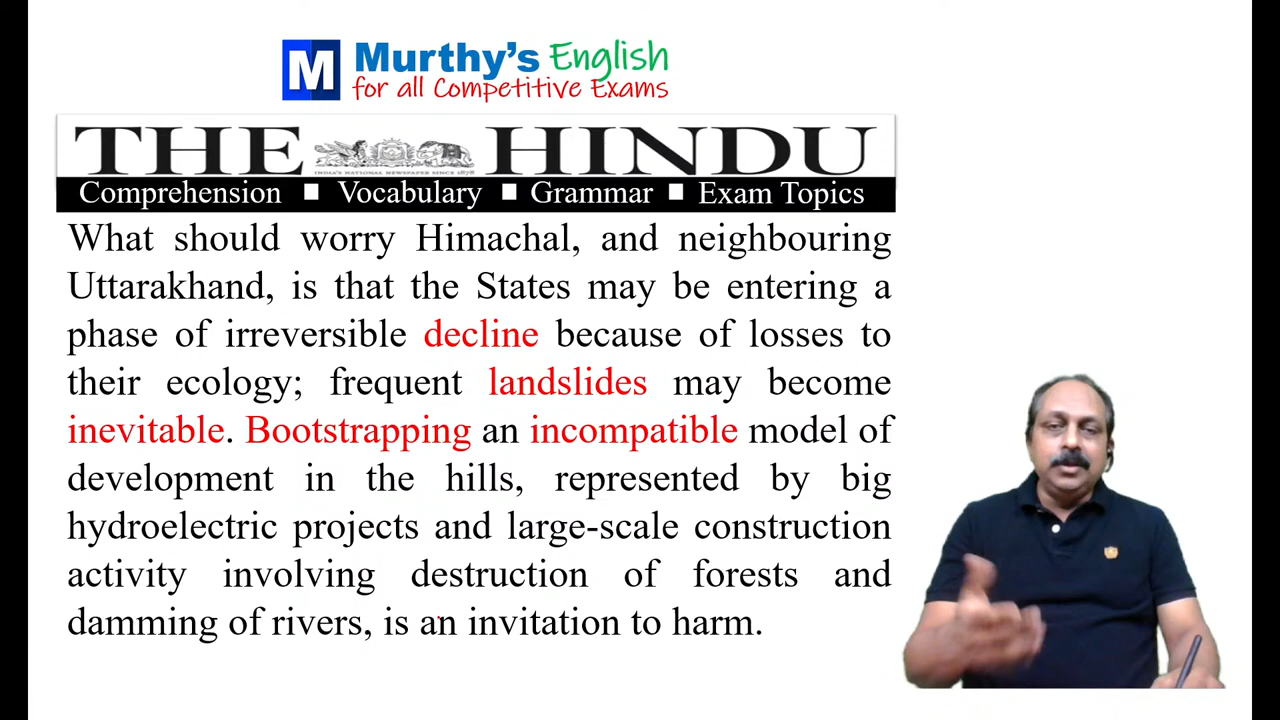 M Murthy's English
for all Competitive Exams
THE HINDU
INDIA'S NATIONAL NEWSPAPER SINCE 1878
Comprehension ■ Vocabulary ■ Grammar ■ Exam Topics
What should worry Himachal, and neighbouring
Uttarakhand, is that the States may be entering a
phase of irreversible decline because of losses to
their ecology; frequent landslides may become
inevitable. Bootstrapping an incompatible model of
development in the hills, represented by big
hydroelectric projects and large-scale construction
activity involving destruction of forests and
damming of rivers, is an invitation to harm.